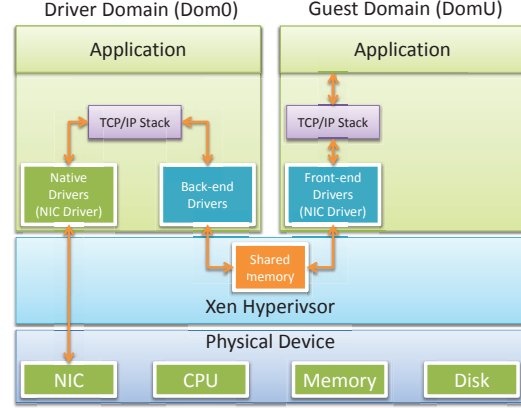 Driver Domain (Dom0)
Guest Domain (DomU)
Application
Application
TCP/IP Stack
TCP/IP Stack
Native
Drivers
(NIC Driver)
Back-end
Drivers
Front-end
Drivers
(NIC Driver)
Shared
memory
Xen Hyperivsor
Physical Device
NIC
CPU
Memory
Disk